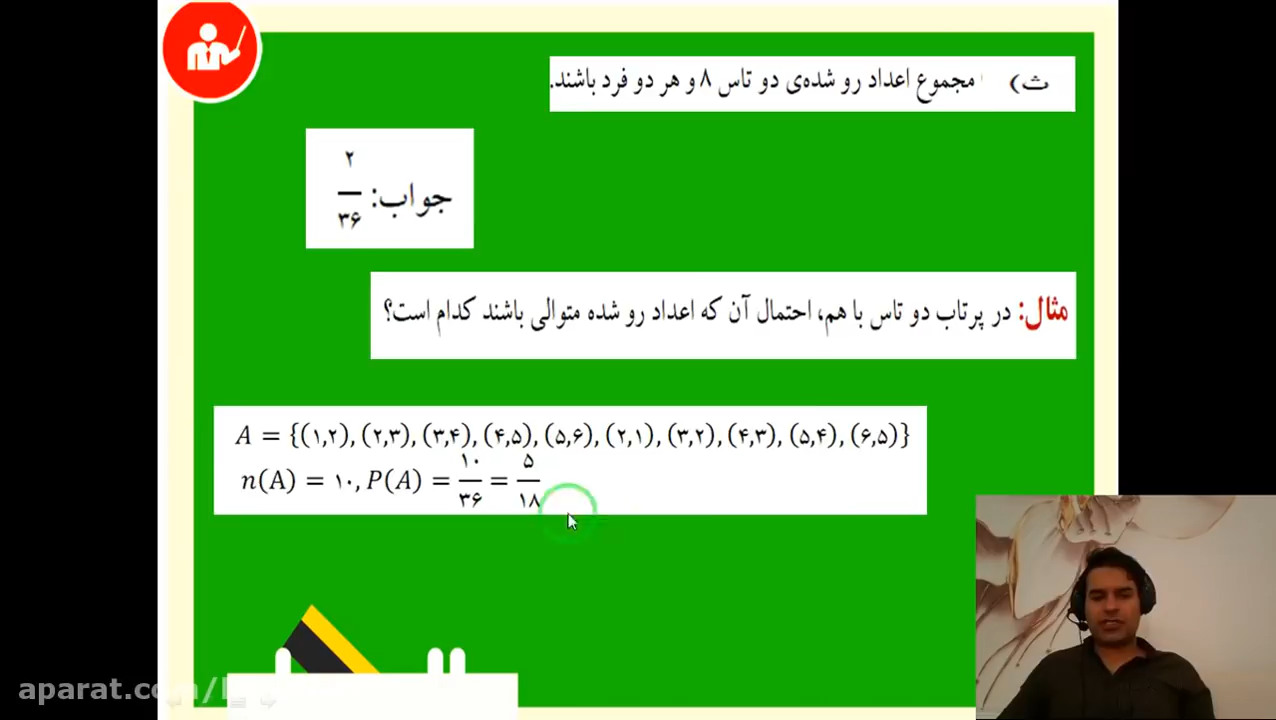 ث) مجموع اعداد رو شده‌ی دو تاس ۸ و هر دو فرد باشند.
جواب: ۲/۳۶
مثال: در پرتاب دو تاس با هم، احتمال آن که اعداد رو شده متوالی باشند کدام است؟
A = {(۱,۲), (۲,۳), (۳,۴), (۴,۵), (۵,۶), (۲,۱), (۳,۲), (۴,۳), (۵,۴), (۶,۵)}
n(A) = ۱۰, P(A) = ۱۰/۳۶ = ۵/۱۸
aparat.com/